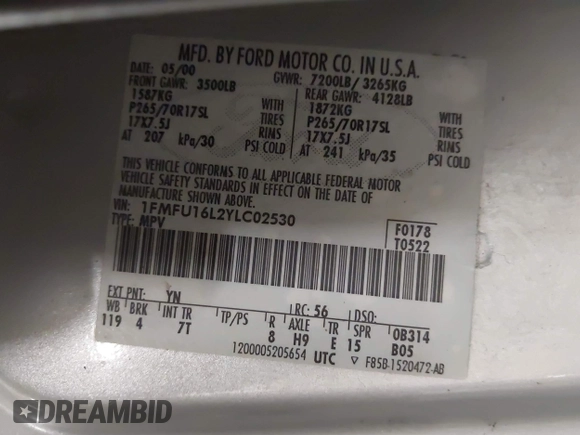 MFD. BY FORD MOTOR CO. IN U.S.A.
DATE: 05/00 GVWR: 7200LB/ 3265KG
FRONT GAWR: 3500LB REAR GAWR: 4128LB
1587KG WITH 1872KG WITH
P265/70R17SL TIRES P265/70R17SL TIRES
17X7.5J RIMS 17X7.5J RIMS
AT 207 kPa/30 PSI COLD AT 241 kPa/35 PSI COLD
THIS VEHICLE CONFORMS TO ALL APPLICABLE FEDERAL MOTOR
VEHICLE SAFETY STANDARDS IN EFFECT ON THE DATE OF
MANUFACTURE SHOWN ABOVE.
VIN: 1FMFU16L2YLC02530 F0178
TYPE: MPV T0522
EXT PNT: YN RC: 56 DSO:
WB BRK INT TR TP/PS R AXLE TR SPR 0B314
119 4 7T 8 H9 E 15 B05
1200005205654 UTC F85B-1520472-AB
DREAMBID